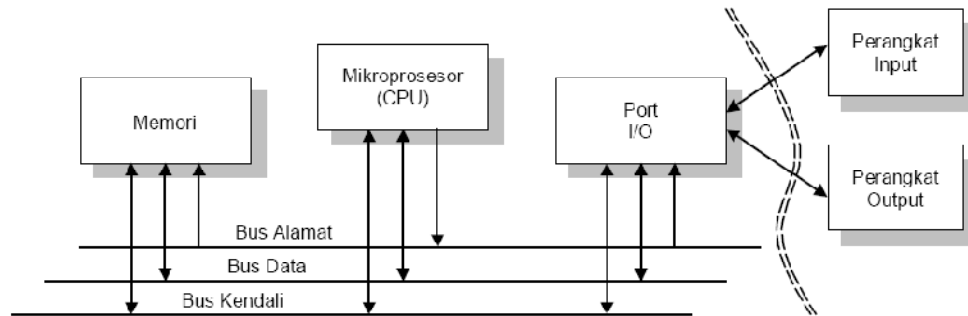 Memori
Mikroprosesor
(CPU)
Port
I/O
Perangkat
Input
Perangkat
Output
Bus Alamat
Bus Data
Bus Kendali